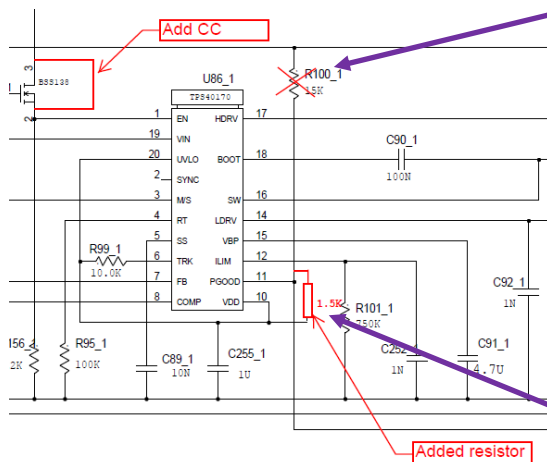 Add CC
3
BSS138
1
2
U86_1
TPS40170
R100_1
15K
1 EN HDRV 17
19 VIN
20 UVLO BOOT 18
2 SYNC
3 M/S SW 16
4 RT LDRV 14
5 SS VBP 15
6 TRK ILIM 12
7 FB PGOOD 11
8 COMP VDD 10
C90_1
100N
R99_1
10.0K
C92_1
1N
1.5K
R101_1
750K
R95_1
100K
C89_1
10N
C255_1
1U
C252_1
1N
C91_1
4.7U
2K
Added resistor